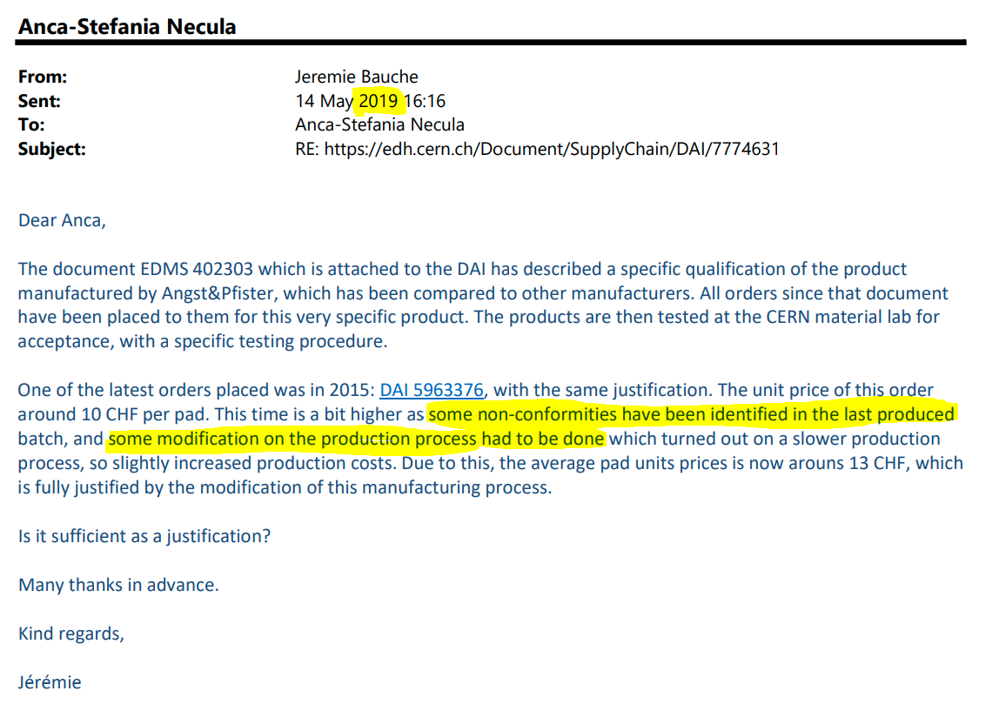 Anca-Stefania Necula
From: Jeremie Bauche
Sent: 14 May 2019 16:16
To: Anca-Stefania Necula
Subject: RE: https://edh.cern.ch/Document/SupplyChain/DAI/7774631
Dear Anca,
The document EDMS 402303 which is attached to the DAI has described a specific qualification of the product
manufactured by Angst&Pfister, which has been compared to other manufacturers. All orders since that document
have been placed to them for this very specific product. The products are then tested at the CERN material lab for
acceptance, with a specific testing procedure.
One of the latest orders placed was in 2015: DAI 5963376, with the same justification. The unit price of this order
around 10 CHF per pad. This time is a bit higher as some non-conformities have been identified in the last produced
batch, and some modification on the production process had to be done which turned out on a slower production
process, so slightly increased production costs. Due to this, the average pad units prices is now arouns 13 CHF, which
is fully justified by the modification of this manufacturing process.
Is it sufficient as a justification?
Many thanks in advance.
Kind regards,
Jérémie